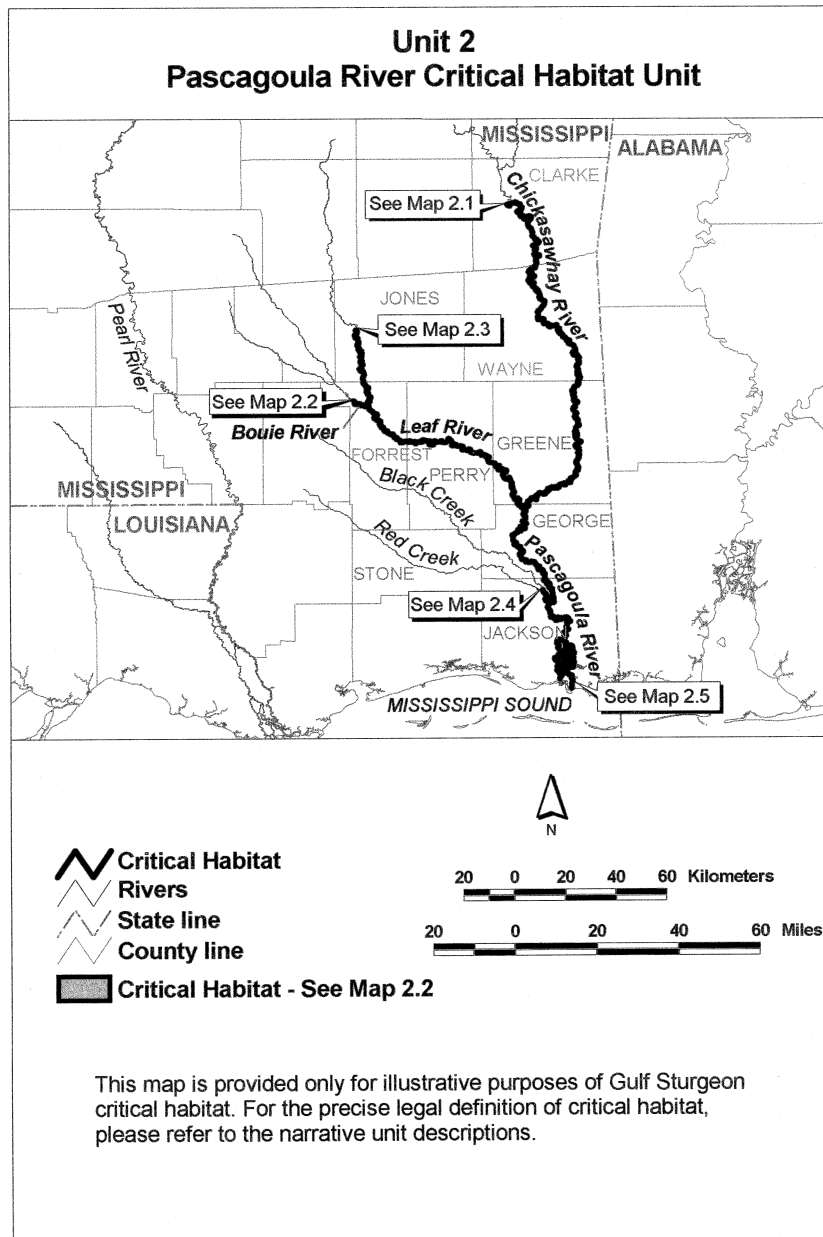 Unit 2
Pascagoula River Critical Habitat Unit
MISSISSIPPI
ALABAMA
CLARKE
See Map 2.1
Chickasawhay River
JONES
Pearl River
See Map 2.3
WAYNE
See Map 2.2
Bouie River
Leaf River
GREENE
FORREST
PERRY
Black Creek
MISSISSIPPI
LOUISIANA
GEORGE
Red Creek
Pascagoula River
STONE
See Map 2.4
JACKSON
See Map 2.5
MISSISSIPPI SOUND
N
Critical Habitat
Rivers
State line
County line
Critical Habitat - See Map 2.2
20 0 20 40 60 Kilometers
20 0 20 40 60 Miles
This map is provided only for illustrative purposes of Gulf Sturgeon
critical habitat. For the precise legal definition of critical habitat,
please refer to the narrative unit descriptions.